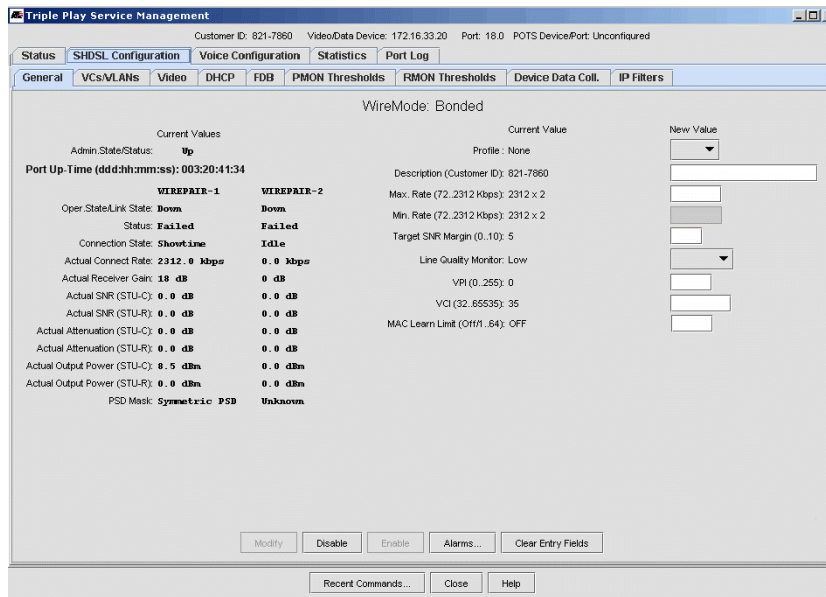 Triple Play Service Management
Customer ID: 821-7860 Video/Data Device: 172.16.33.20 Port: 18.0 POTS Device/Port: Unconfigured
Status SHDSL Configuration Voice Configuration Statistics Port Log
General VCs/VLANs Video DHCP FDB PMON Thresholds RMON Thresholds Device Data Coll. IP Filters
WireMode: Bonded
Current Values
Admin.State/Status: Up
Port Up-Time (ddd:hh:mm:ss): 003:20:41:34
WIREPAIR-1 WIREPAIR-2
Oper.State/Link State: Down Down
Status: Failed Failed
Connection State: Showtime Idle
Actual Connect Rate: 2312.0 kbps 0.0 kbps
Actual Receiver Gain: 18 dB 0 dB
Actual SNR (STU-C): 0.0 dB 0.0 dB
Actual SNR (STU-R): 0.0 dB 0.0 dB
Actual Attenuation (STU-C): 0.0 dB 0.0 dB
Actual Attenuation (STU-R): 0.0 dB 0.0 dB
Actual Output Power (STU-C): 8.5 dBm 0.0 dBm
Actual Output Power (STU-R): 0.0 dBm 0.0 dBm
PSD Mask: Symmetric PSD Unknown
Current Value New Value
Profile : None
Description (Customer ID): 821-7860
Max. Rate (72..2312 Kbps): 2312 x 2
Min. Rate (72..2312 Kbps): 2312 x 2
Target SNR Margin (0..10): 5
Line Quality Monitor: Low
VPI (0..255): 0
VCI (32..65535): 35
MAC Learn Limit (Off/1..64): OFF
Modify Disable Enable Alarms... Clear Entry Fields
Recent Commands... Close Help